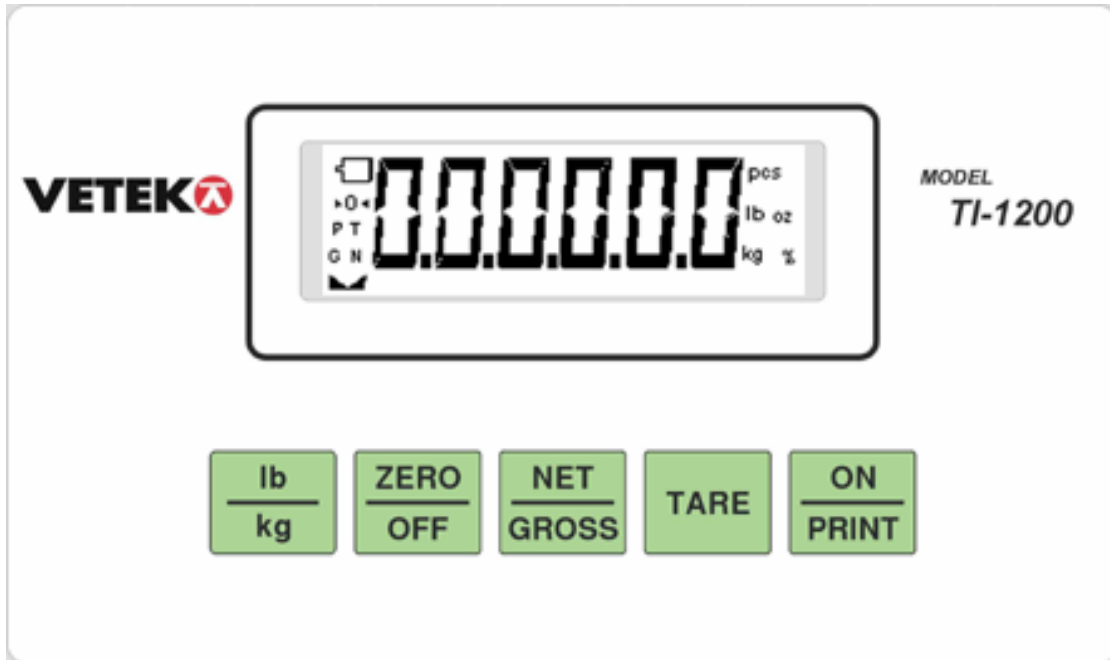 VETEK
MODEL
TI-1200
0.0.0.0.0.0
pcs
▸0◂
lb oz
P T
G N
kg %
lb
kg
ZERO
OFF
NET
GROSS
TARE
ON
PRINT